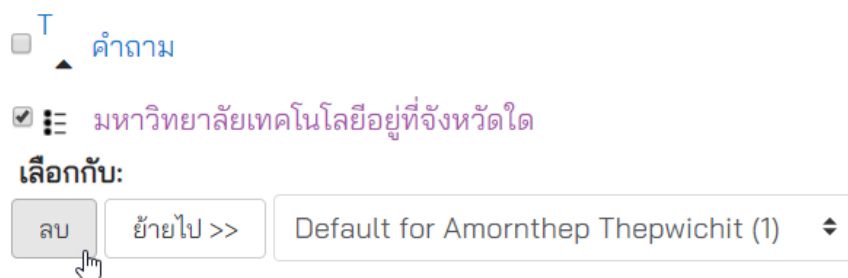 T
คำถาม
มหาวิทยาลัยเทคโนโลยีอยู่ที่จังหวัดใด
เลือกกับ:
ลบ ย้ายไป >> Default for Amornthep Thepwichit (1)